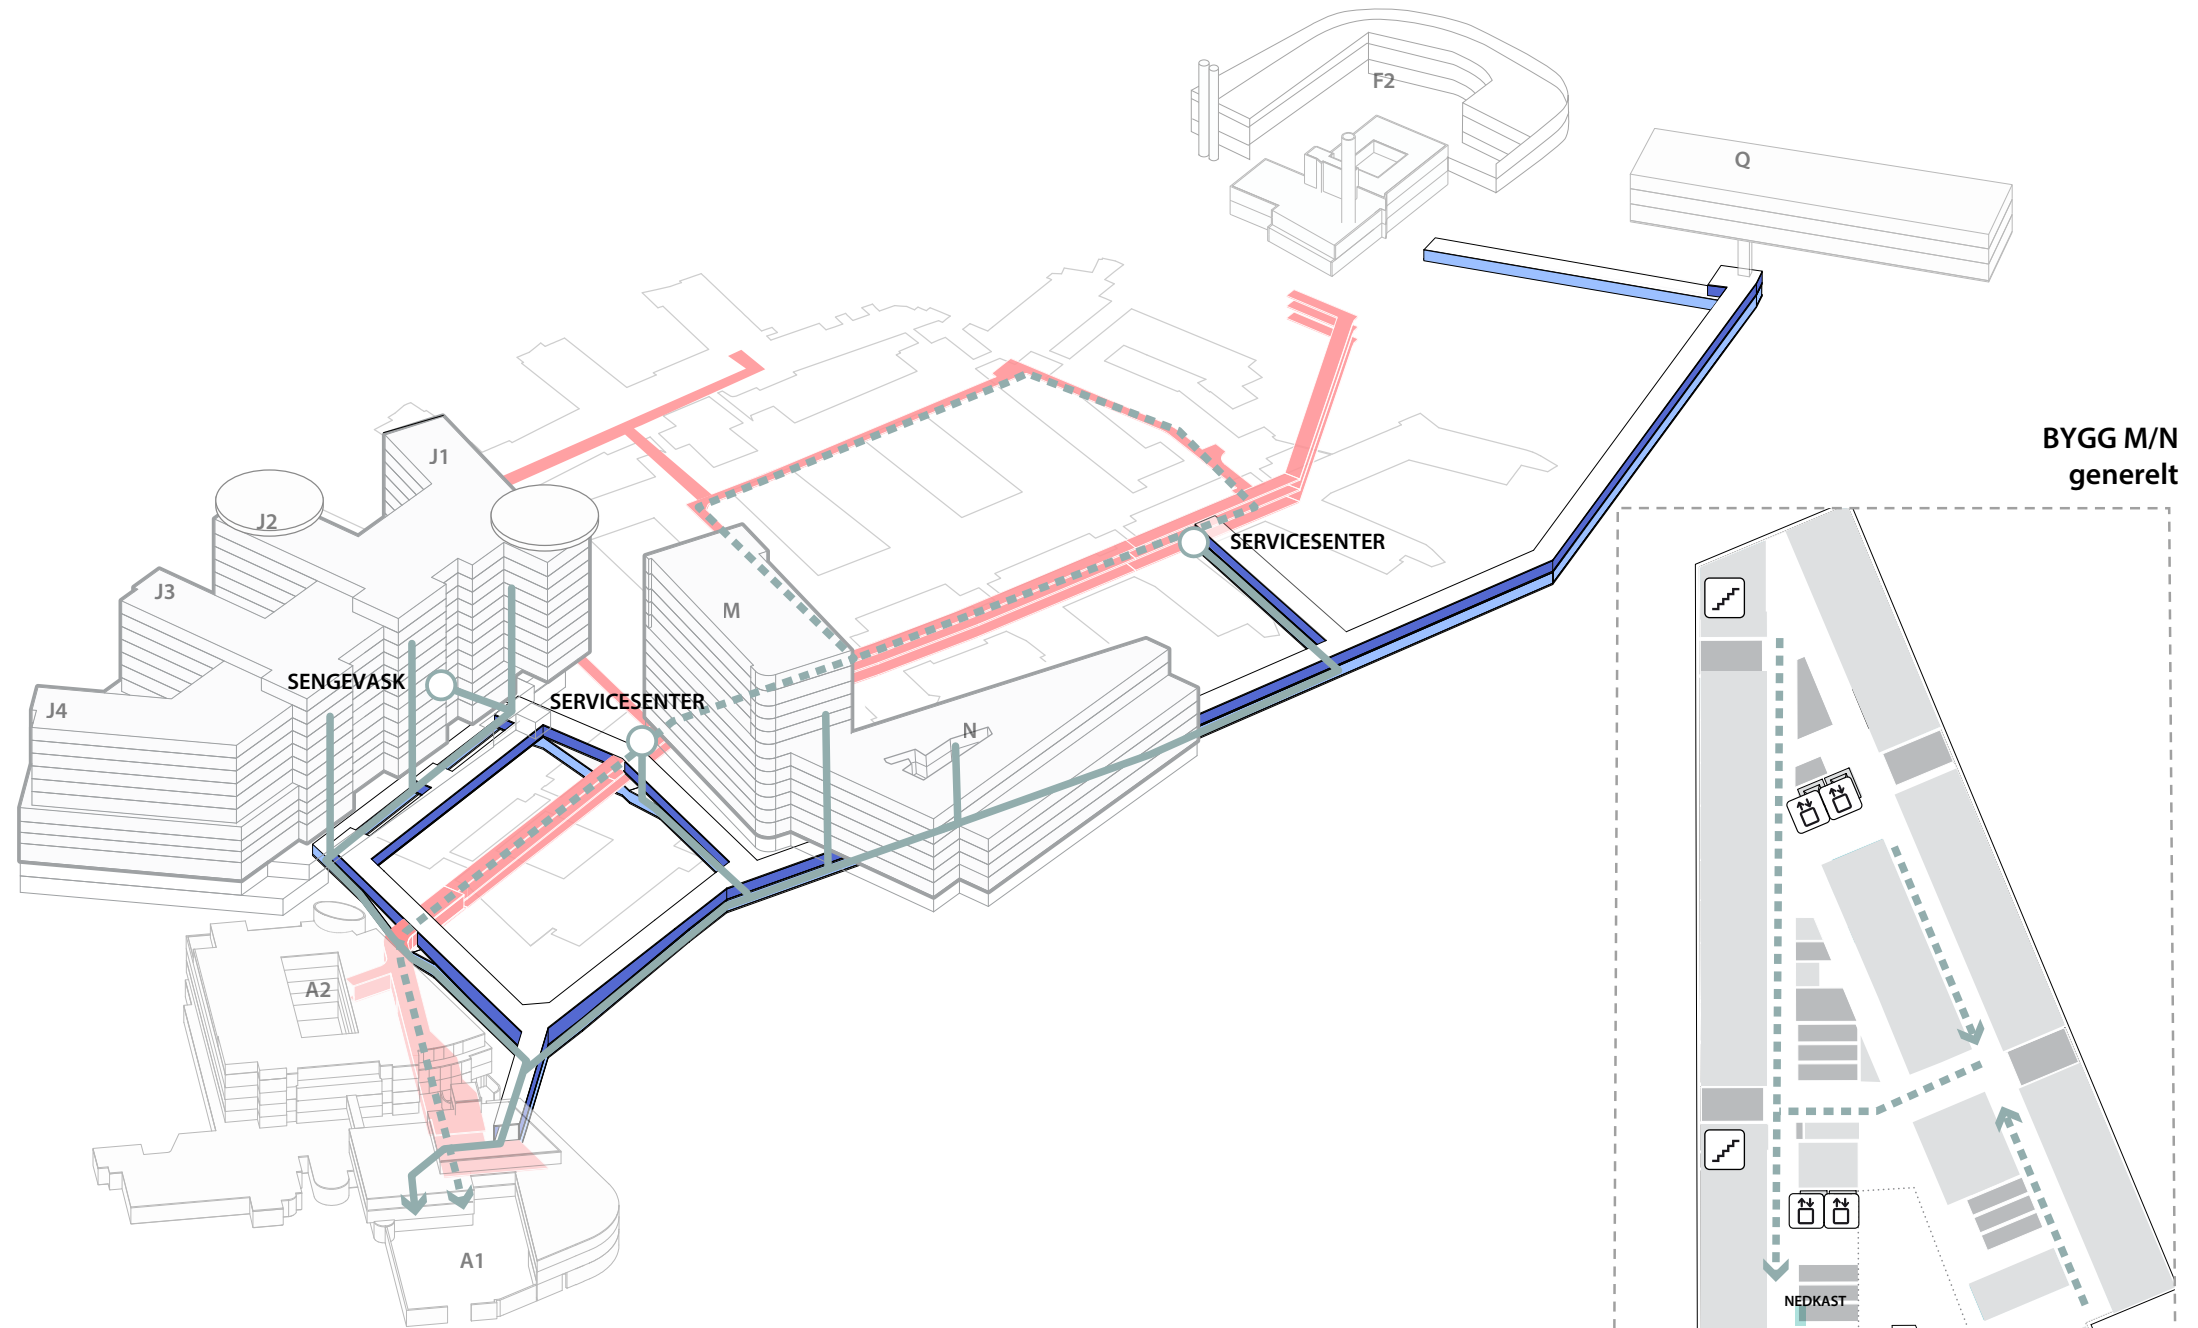 F2
Q
BYGG M/N
generelt
J1
J2
SERVICESENTER
J3
M
SENGEVASK
SERVICESENTER
J4
N
A2
A1
NEDKAST